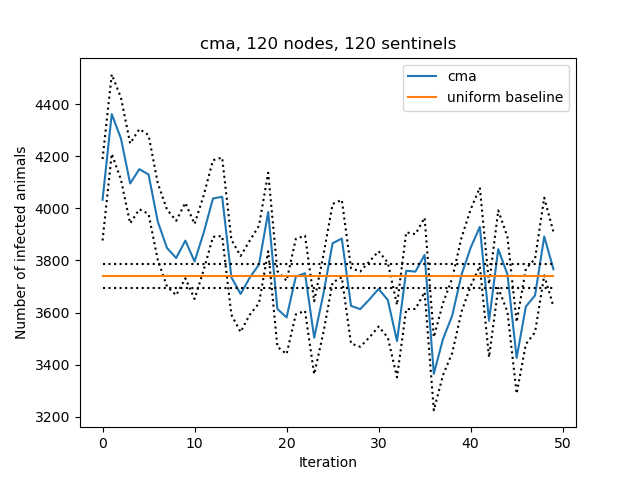 cma, 120 nodes, 120 sentinels
cma
uniform baseline
Number of infected animals
4400
4200
4000
3800
3600
3400
3200
0 10 20 30 40 50
Iteration